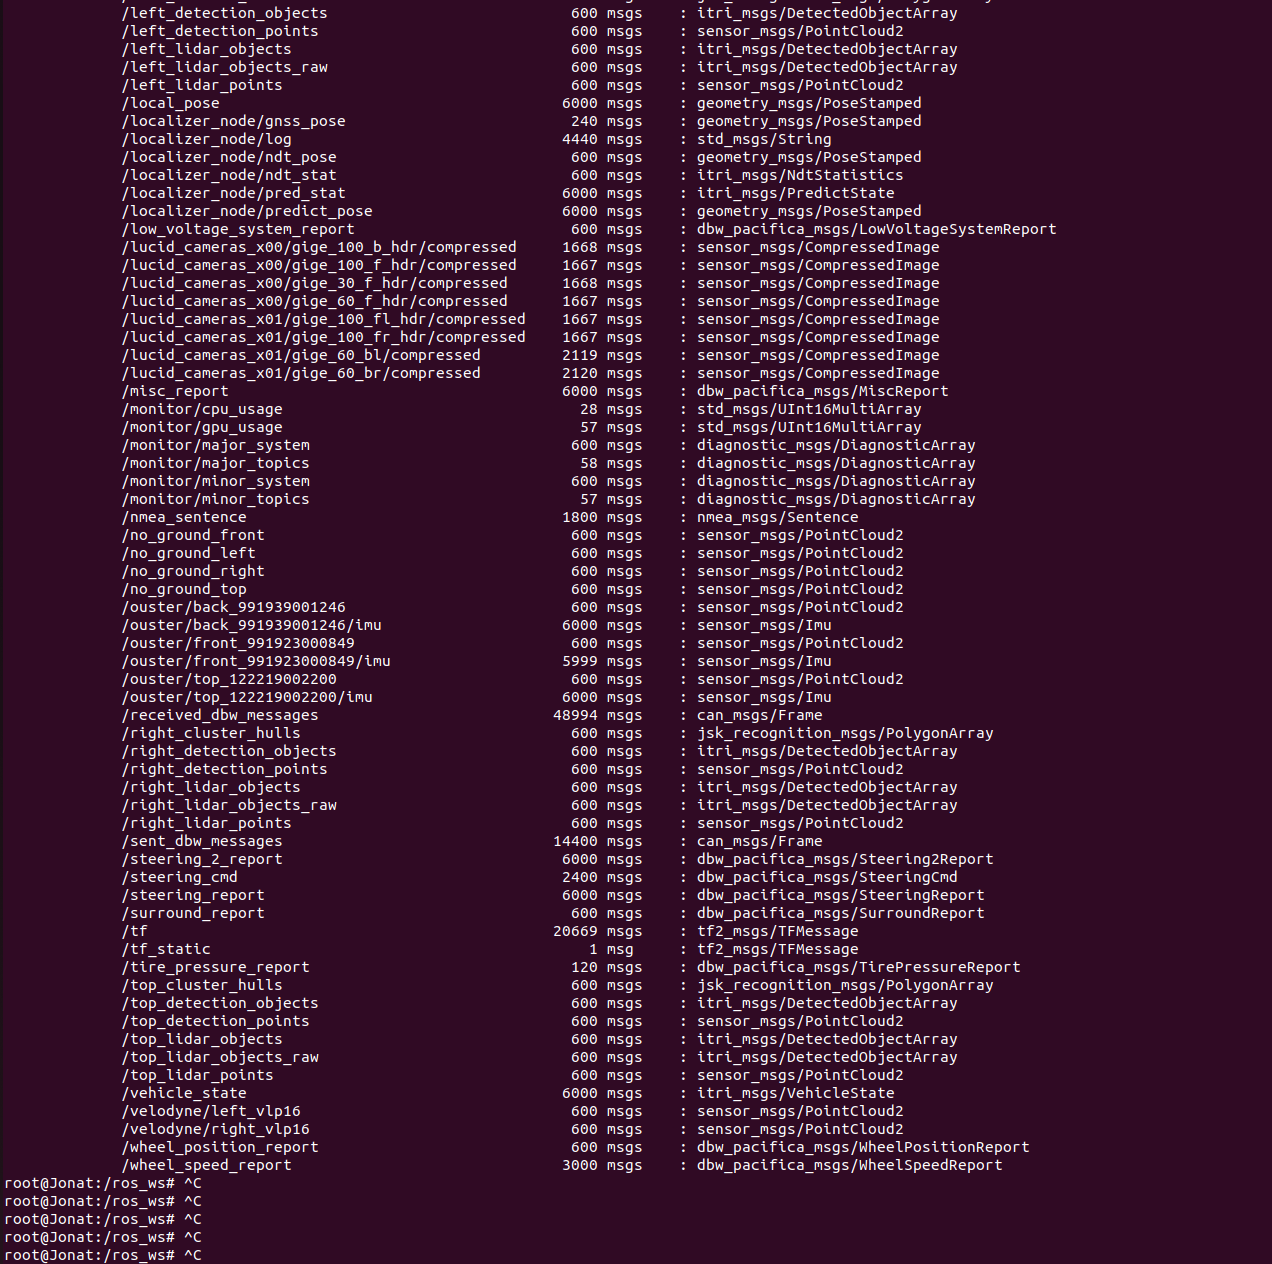 /left_detection_objects 600 msgs : itri_msgs/DetectedObjectArray
/left_detection_points 600 msgs : sensor_msgs/PointCloud2
/left_lidar_objects 600 msgs : itri_msgs/DetectedObjectArray
/left_lidar_objects_raw 600 msgs : itri_msgs/DetectedObjectArray
/left_lidar_points 600 msgs : sensor_msgs/PointCloud2
/local_pose 6000 msgs : geometry_msgs/PoseStamped
/localizer_node/gnss_pose 240 msgs : geometry_msgs/PoseStamped
/localizer_node/log 4440 msgs : std_msgs/String
/localizer_node/ndt_pose 600 msgs : geometry_msgs/PoseStamped
/localizer_node/ndt_stat 600 msgs : itri_msgs/NdtStatistics
/localizer_node/pred_stat 6000 msgs : itri_msgs/PredictState
/localizer_node/predict_pose 6000 msgs : geometry_msgs/PoseStamped
/low_voltage_system_report 600 msgs : dbw_pacifica_msgs/LowVoltageSystemReport
/lucid_cameras_x00/gige_100_b_hdr/compressed 1668 msgs : sensor_msgs/CompressedImage
/lucid_cameras_x00/gige_100_f_hdr/compressed 1667 msgs : sensor_msgs/CompressedImage
/lucid_cameras_x00/gige_30_f_hdr/compressed 1668 msgs : sensor_msgs/CompressedImage
/lucid_cameras_x00/gige_60_f_hdr/compressed 1667 msgs : sensor_msgs/CompressedImage
/lucid_cameras_x01/gige_100_fl_hdr/compressed 1667 msgs : sensor_msgs/CompressedImage
/lucid_cameras_x01/gige_100_fr_hdr/compressed 1667 msgs : sensor_msgs/CompressedImage
/lucid_cameras_x01/gige_60_bl/compressed 2119 msgs : sensor_msgs/CompressedImage
/lucid_cameras_x01/gige_60_br/compressed 2120 msgs : sensor_msgs/CompressedImage
/misc_report 6000 msgs : dbw_pacifica_msgs/MiscReport
/monitor/cpu_usage 28 msgs : std_msgs/UInt16MultiArray
/monitor/gpu_usage 57 msgs : std_msgs/UInt16MultiArray
/monitor/major_system 600 msgs : diagnostic_msgs/DiagnosticArray
/monitor/major_topics 58 msgs : diagnostic_msgs/DiagnosticArray
/monitor/minor_system 600 msgs : diagnostic_msgs/DiagnosticArray
/monitor/minor_topics 57 msgs : diagnostic_msgs/DiagnosticArray
/nmea_sentence 1800 msgs : nmea_msgs/Sentence
/no_ground_front 600 msgs : sensor_msgs/PointCloud2
/no_ground_left 600 msgs : sensor_msgs/PointCloud2
/no_ground_right 600 msgs : sensor_msgs/PointCloud2
/no_ground_top 600 msgs : sensor_msgs/PointCloud2
/ouster/back_991939001246 600 msgs : sensor_msgs/PointCloud2
/ouster/back_991939001246/imu 6000 msgs : sensor_msgs/Imu
/ouster/front_991923000849 600 msgs : sensor_msgs/PointCloud2
/ouster/front_991923000849/imu 5999 msgs : sensor_msgs/Imu
/ouster/top_122219002200 600 msgs : sensor_msgs/PointCloud2
/ouster/top_122219002200/imu 6000 msgs : sensor_msgs/Imu
/received_dbw_messages 48994 msgs : can_msgs/Frame
/right_cluster_hulls 600 msgs : jsk_recognition_msgs/PolygonArray
/right_detection_objects 600 msgs : itri_msgs/DetectedObjectArray
/right_detection_points 600 msgs : sensor_msgs/PointCloud2
/right_lidar_objects 600 msgs : itri_msgs/DetectedObjectArray
/right_lidar_objects_raw 600 msgs : itri_msgs/DetectedObjectArray
/right_lidar_points 600 msgs : sensor_msgs/PointCloud2
/sent_dbw_messages 14400 msgs : can_msgs/Frame
/steering_2_report 6000 msgs : dbw_pacifica_msgs/Steering2Report
/steering_cmd 2400 msgs : dbw_pacifica_msgs/SteeringCmd
/steering_report 6000 msgs : dbw_pacifica_msgs/SteeringReport
/surround_report 600 msgs : dbw_pacifica_msgs/SurroundReport
/tf 20669 msgs : tf2_msgs/TFMessage
/tf_static 1 msg : tf2_msgs/TFMessage
/tire_pressure_report 120 msgs : dbw_pacifica_msgs/TirePressureReport
/top_cluster_hulls 600 msgs : jsk_recognition_msgs/PolygonArray
/top_detection_objects 600 msgs : itri_msgs/DetectedObjectArray
/top_detection_points 600 msgs : sensor_msgs/PointCloud2
/top_lidar_objects 600 msgs : itri_msgs/DetectedObjectArray
/top_lidar_objects_raw 600 msgs : itri_msgs/DetectedObjectArray
/top_lidar_points 600 msgs : sensor_msgs/PointCloud2
/vehicle_state 6000 msgs : itri_msgs/VehicleState
/velodyne/left_vlp16 600 msgs : sensor_msgs/PointCloud2
/velodyne/right_vlp16 600 msgs : sensor_msgs/PointCloud2
/wheel_position_report 600 msgs : dbw_pacifica_msgs/WheelPositionReport
/wheel_speed_report 3000 msgs : dbw_pacifica_msgs/WheelSpeedReport
root@Jonat:/ros_ws# ^C
root@Jonat:/ros_ws# ^C
root@Jonat:/ros_ws# ^C
root@Jonat:/ros_ws# ^C
root@Jonat:/ros_ws# ^C